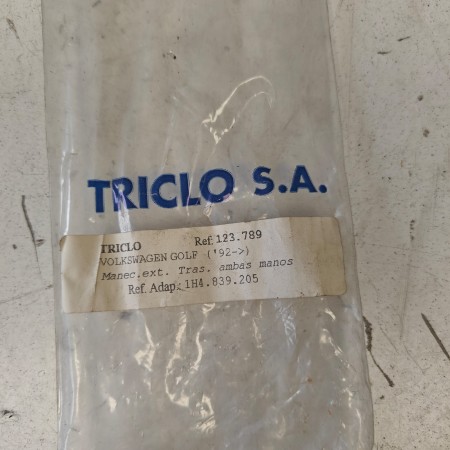 TRICLO S.A.
TRICLO Ref. 123.789
VOLKSWAGEN GOLF ('92->)
Manec.ext. Tras. ambas manos
Ref. Adap.: 1H4.839.205